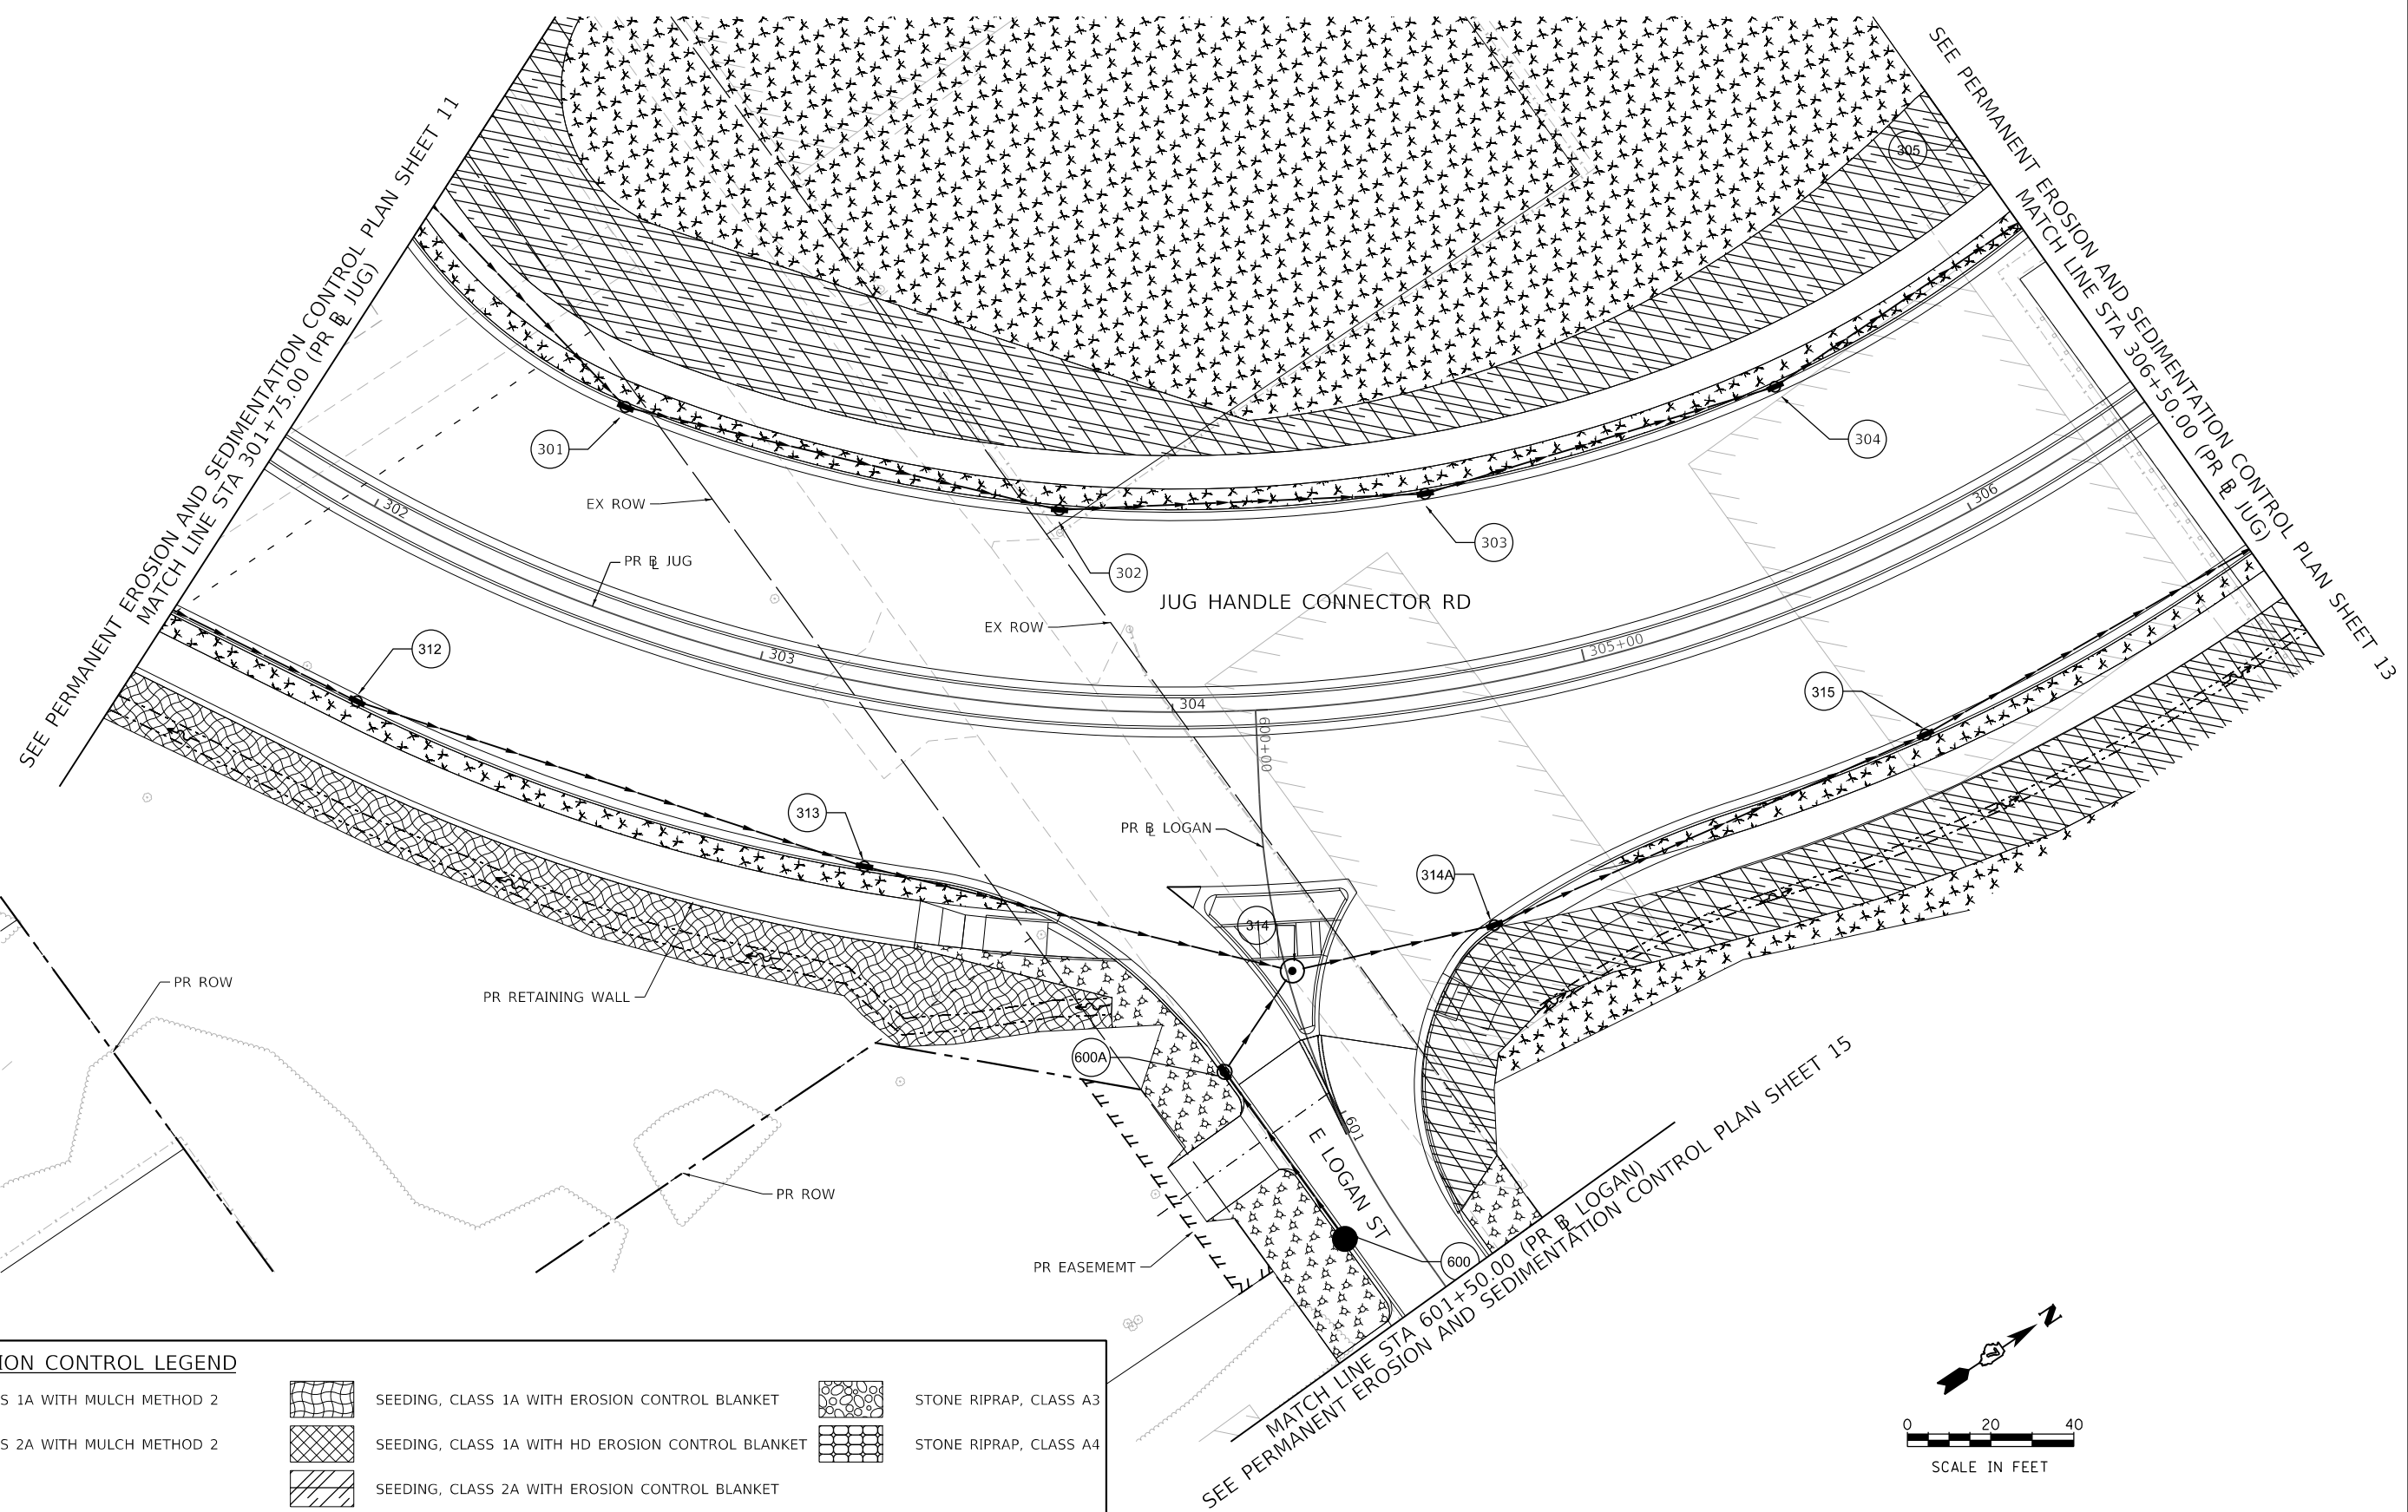 SEE PERMANENT EROSION AND SEDIMENTATION CONTROL PLAN SHEET 11
MATCH LINE STA 301+75.00 (PR BL JUG)
SEE PERMANENT EROSION AND SEDIMENTATION CONTROL PLAN SHEET 13
MATCH LINE STA 306+50.00 (PR BL JUG)
305
301
304
302
EX ROW
306
303
PR BL JUG
302
JUG HANDLE CONNECTOR RD
EX ROW
312
303
305+00
304
315
600+00
313
PR BL LOGAN
314A
314
PR ROW
PR RETAINING WALL
600A
601
E LOGAN ST
PR ROW
PR EASEMEMT
600
MATCH LINE STA 601+50.00 (PR BL LOGAN)
SEE PERMANENT EROSION AND SEDIMENTATION CONTROL PLAN SHEET 15
N
0 20 40
SCALE IN FEET
ION CONTROL LEGEND
S 1A WITH MULCH METHOD 2
SEEDING, CLASS 1A WITH EROSION CONTROL BLANKET
STONE RIPRAP, CLASS A3
S 2A WITH MULCH METHOD 2
SEEDING, CLASS 1A WITH HD EROSION CONTROL BLANKET
STONE RIPRAP, CLASS A4
SEEDING, CLASS 2A WITH EROSION CONTROL BLANKET